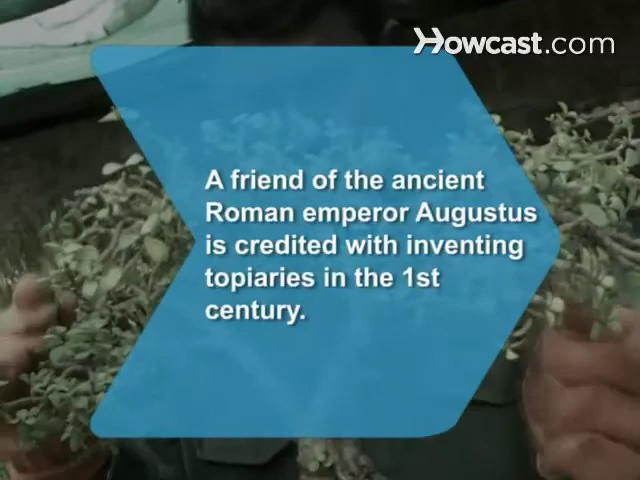 Howcast.com
A friend of the ancient
Roman emperor Augustus
is credited with inventing
topiaries in the 1st
century.